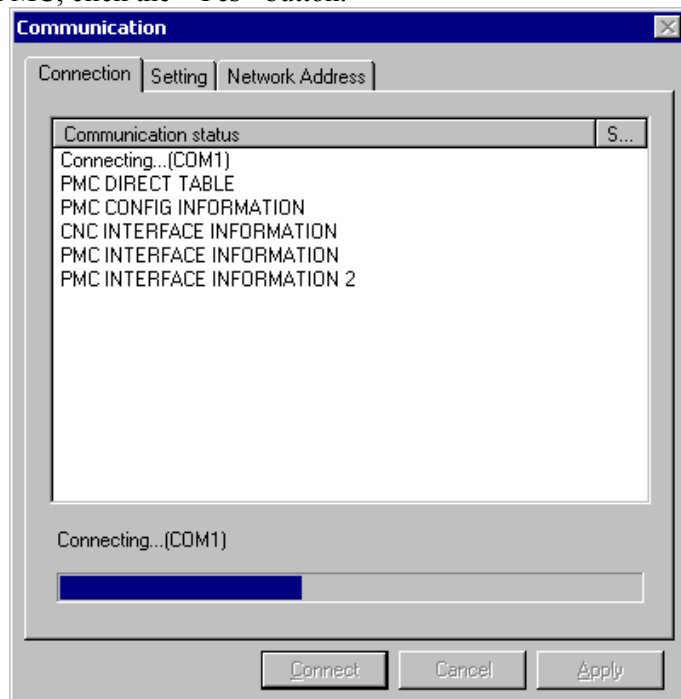 Communication
Connection Setting Network Address
Communication status S...
Connecting...(COM1)
PMC DIRECT TABLE
PMC CONFIG INFORMATION
CNC INTERFACE INFORMATION
PMC INTERFACE INFORMATION
PMC INTERFACE INFORMATION 2
Connecting...(COM1)
Connect Cancel Apply